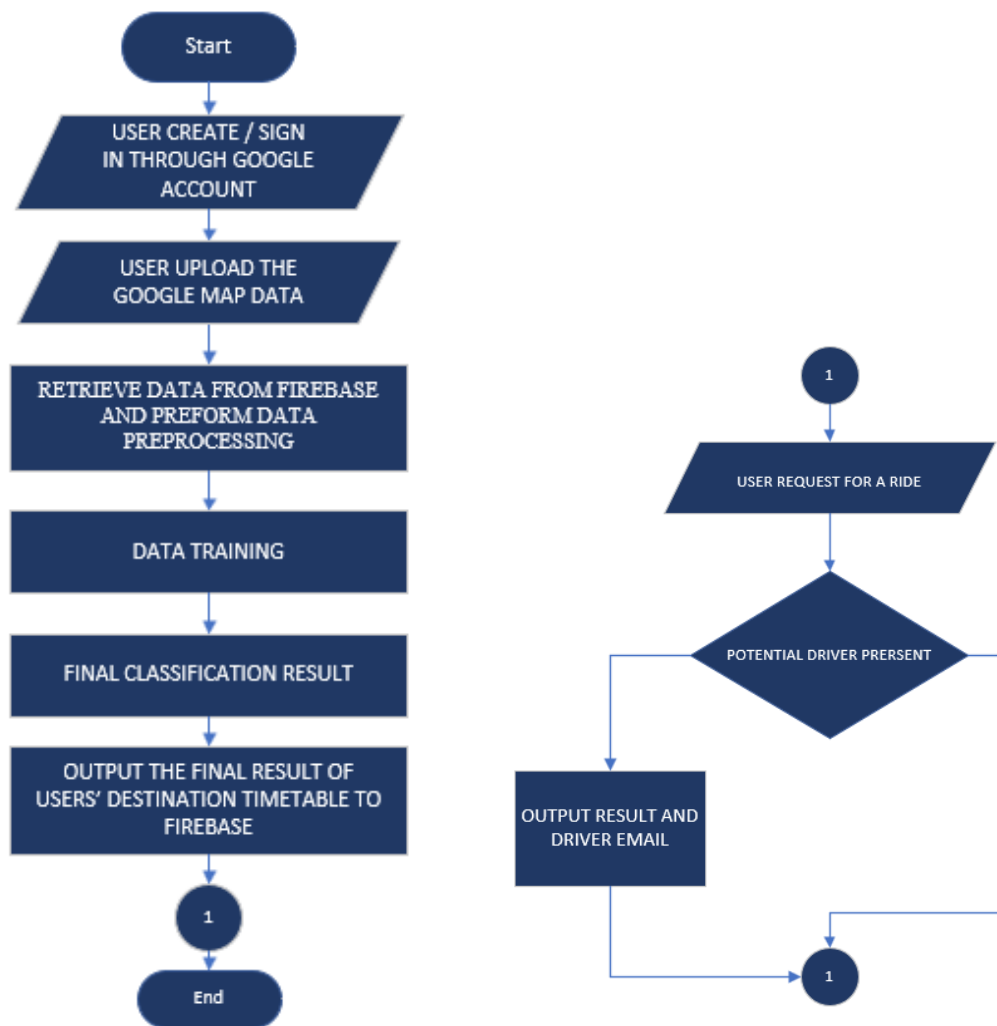 Start
USER CREATE / SIGN
IN THROUGH GOOGLE
ACCOUNT
USER UPLOAD THE
GOOGLE MAP DATA
RETRIEVE DATA FROM FIREBASE
AND PREFORM DATA
PREPROCESSING
DATA TRAINING
FINAL CLASSIFICATION RESULT
OUTPUT THE FINAL RESULT OF
USERS’ DESTINATION TIMETABLE TO
FIREBASE
1
End
1
USER REQUEST FOR A RIDE
POTENTIAL DRIVER PRERSENT
OUTPUT RESULT AND
DRIVER EMAIL
1